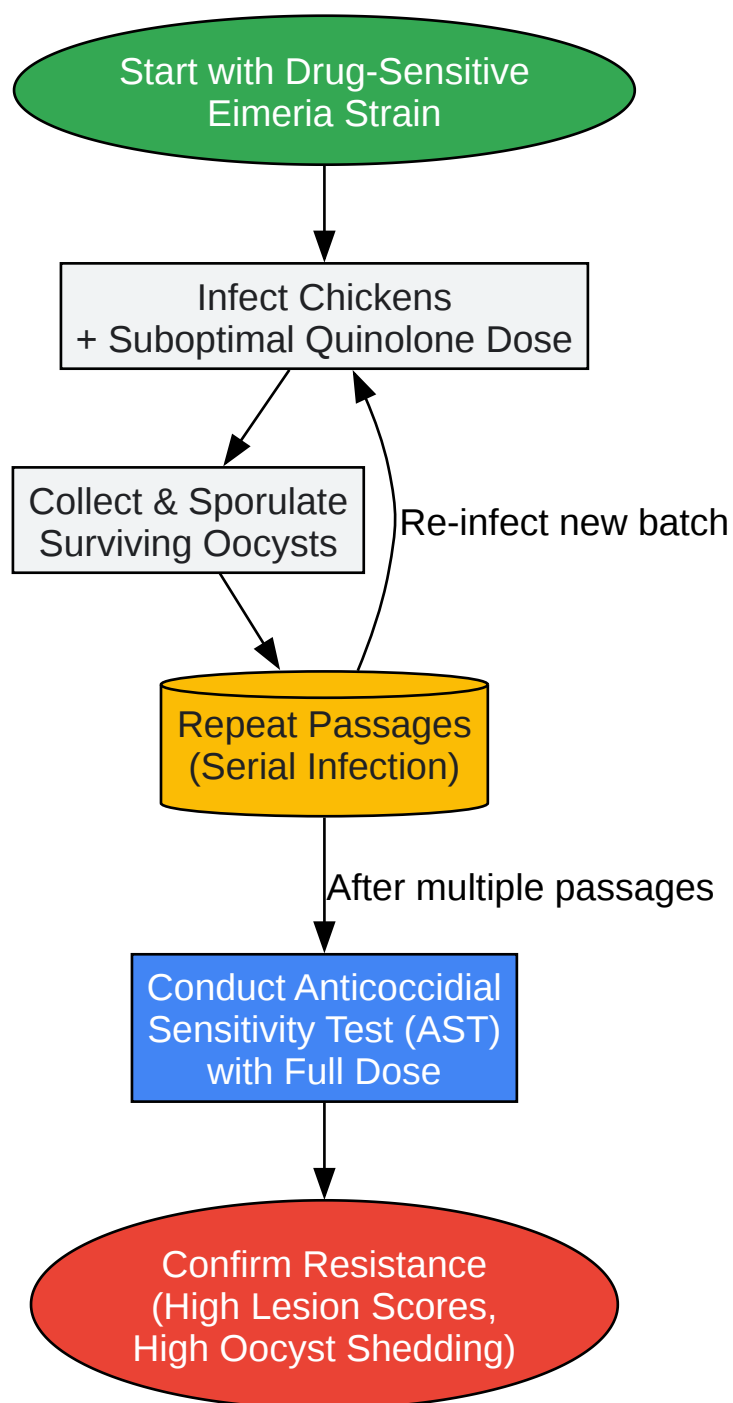 Start with Drug-Sensitive
Eimeria Strain
Infect Chickens
+ Suboptimal Quinolone Dose
Collect & Sporulate
Surviving Oocysts
Re-infect new batch
Repeat Passages
(Serial Infection)
After multiple passages
Conduct Anticoccidial
Sensitivity Test (AST)
with Full Dose
Confirm Resistance
(High Lesion Scores,
High Oocyst Shedding)